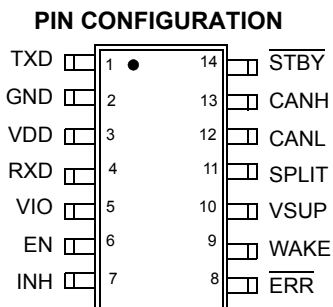 PIN CONFIGURATION
TXD 1 14 STBY
GND 2 13 CANH
VDD 3 12 CANL
RXD 4 11 SPLIT
VIO 5 10 VSUP
EN 6 9 WAKE
INH 7 8 ERR